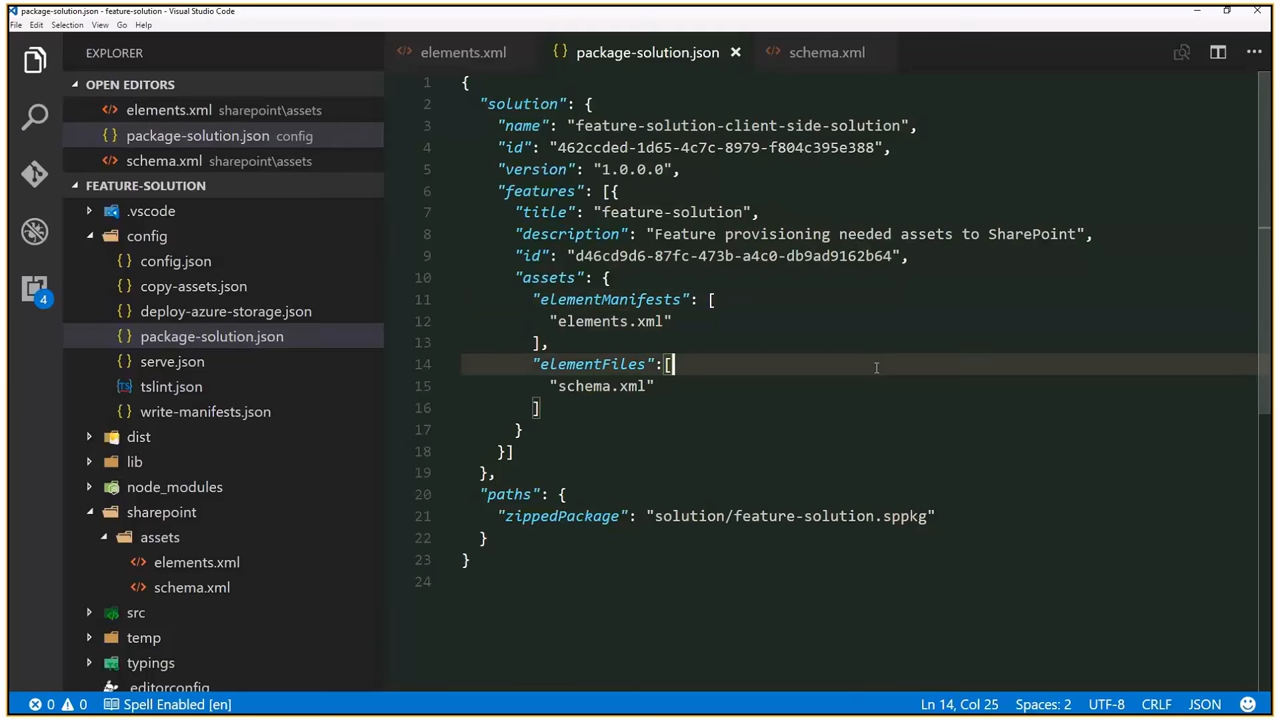 package-solution.json - feature-solution - Visual Studio Code
File Edit Selection View Go Help
EXPLORER
OPEN EDITORS
elements.xml sharepoint\assets
package-solution.json config
schema.xml sharepoint\assets
FEATURE-SOLUTION
.vscode
config
config.json
copy-assets.json
deploy-azure-storage.json
package-solution.json
serve.json
tslint.json
write-manifests.json
dist
lib
node_modules
sharepoint
assets
elements.xml
schema.xml
src
temp
typings
.editorconfig
4
elements.xml package-solution.json schema.xml
1 {
2 "solution": {
3 "name": "feature-solution-client-side-solution",
4 "id": "462ccded-1d65-4c7c-8979-f804c395e388",
5 "version": "1.0.0.0",
6 "features": [{
7 "title": "feature-solution",
8 "description": "Feature provisioning needed assets to SharePoint",
9 "id": "d46cd9d6-87fc-473b-a4c0-db9ad9162b64",
10 "assets": {
11 "elementManifests": [
12 "elements.xml"
13 ],
14 "elementFiles":[
15 "schema.xml"
16 ]
17 }
18 }]
19 },
20 "paths": {
21 "zippedPackage": "solution/feature-solution.sppkg"
22 }
23 }
24
0 0 Spell Enabled [en] Ln 14, Col 25 Spaces: 2 UTF-8 CRLF JSON